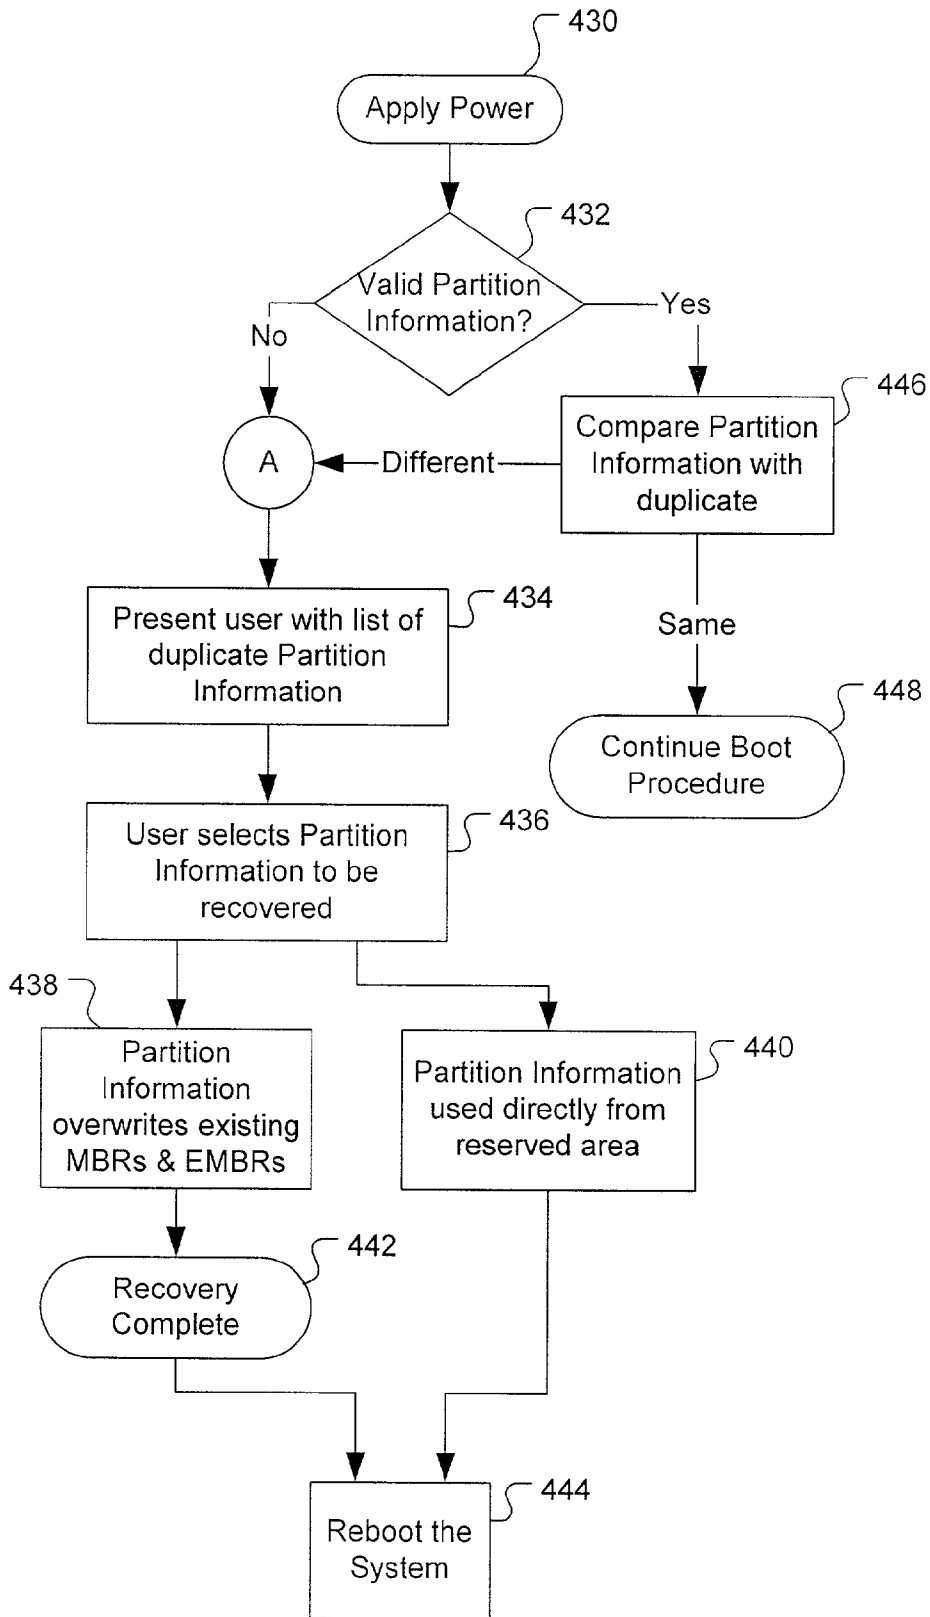 430
Apply Power
432
Valid Partition
Information?
No
Yes
446
Compare Partition
Information with
duplicate
A
Different
434
Present user with list of
duplicate Partition
Information
Same
448
Continue Boot
Procedure
436
User selects Partition
Information to be
recovered
438
Partition
Information
overwrites existing
MBRs & EMBRs
440
Partition Information
used directly from
reserved area
442
Recovery
Complete
444
Reboot the
System